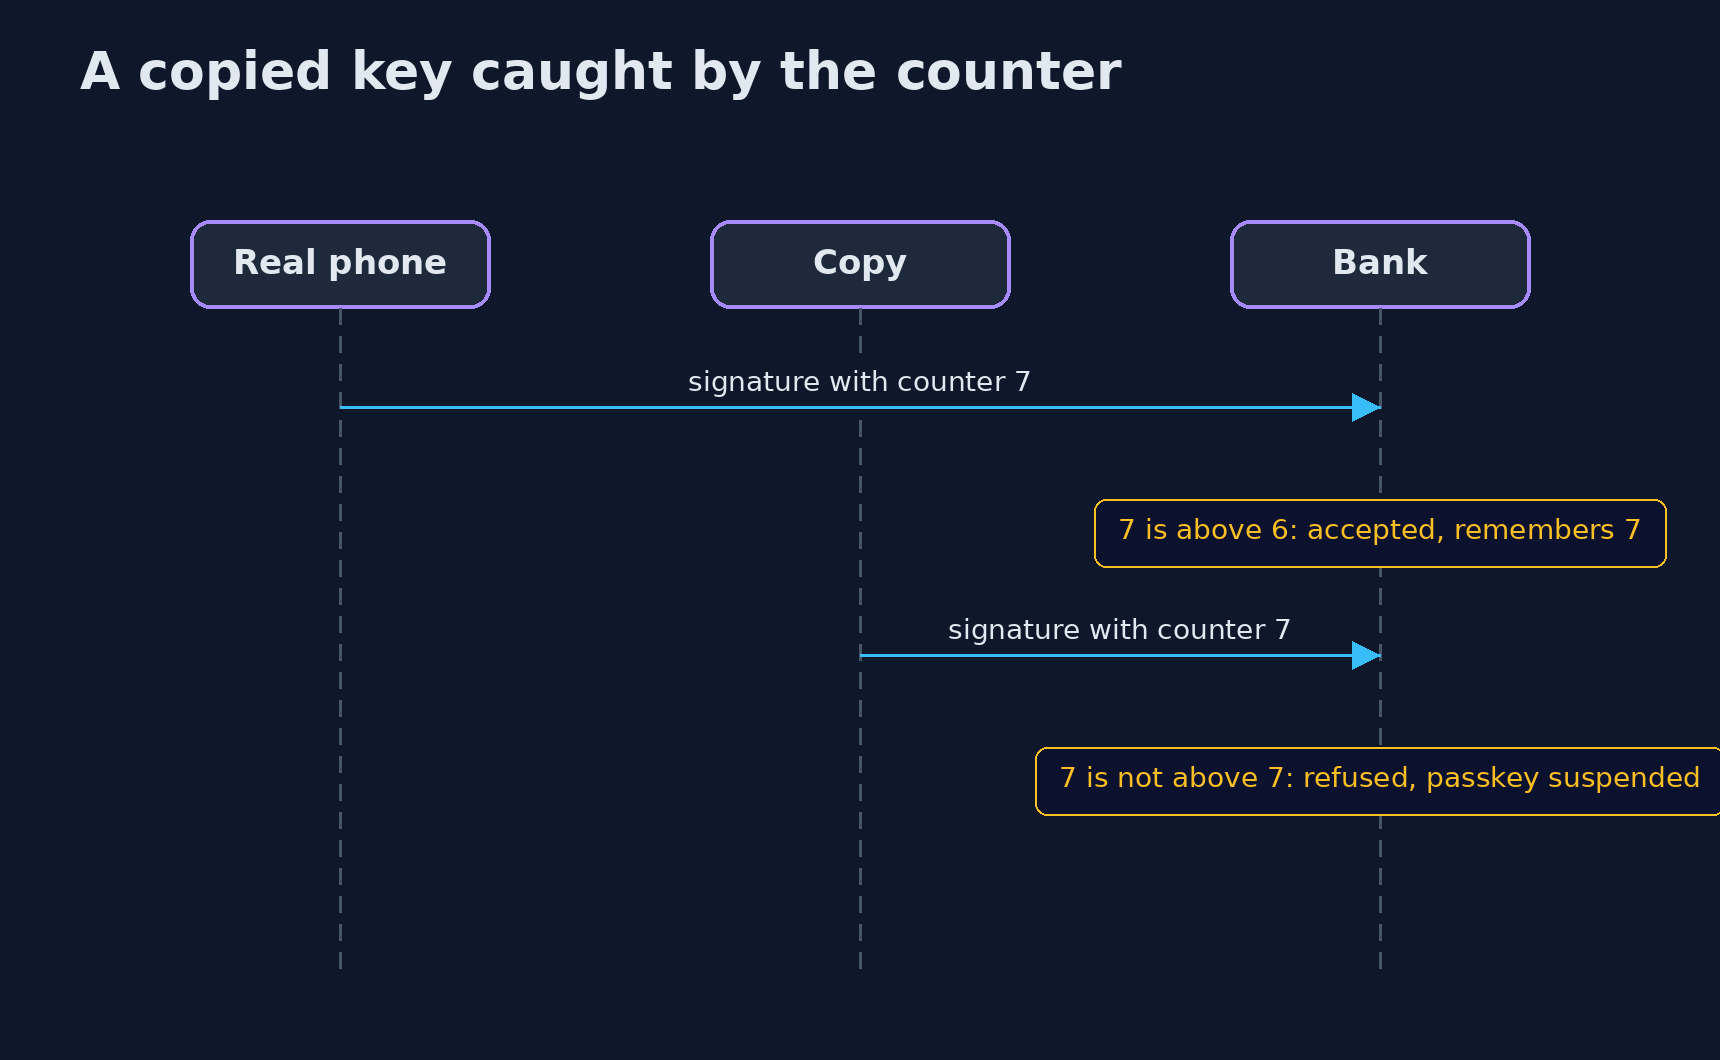 A copied key caught by the counter
Real phone
Copy
Bank
signature with counter 7
7 is above 6: accepted, remembers 7
signature with counter 7
7 is not above 7: refused, passkey suspended